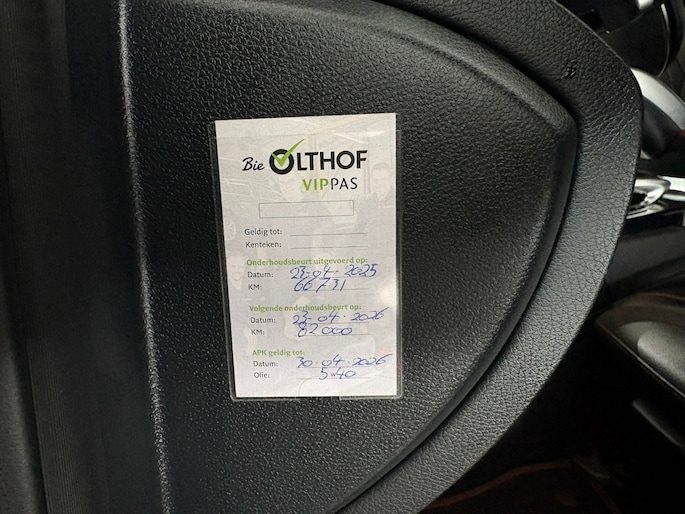 Bie OLTHOF
VIPPAS
Geldig tot:
Kenteken:
Onderhoudsbeurt uitgevoerd op:
Datum: 23-04-2025
KM: 66731
Volgende onderhoudsbeurt op:
Datum: 23-04-2026
KM: 82000
APK geldig tot:
Datum: 30-04-2026
Olie: 5w40